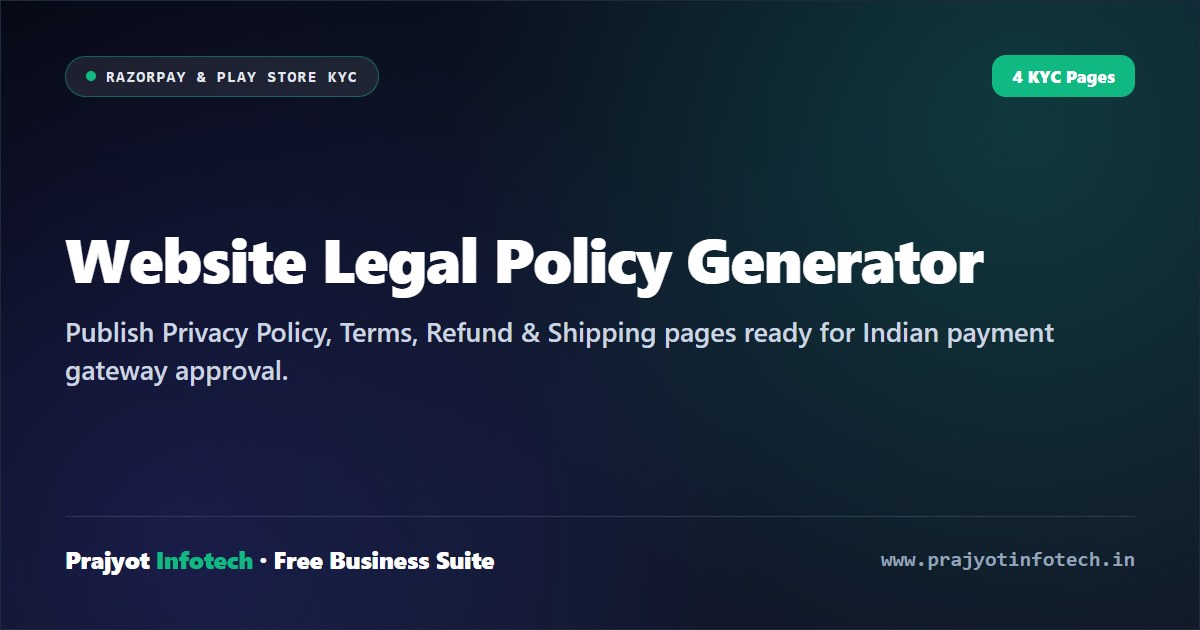 RAZORPAY & PLAY STORE KYC
4 KYC Pages
Website Legal Policy Generator
Publish Privacy Policy, Terms, Refund & Shipping pages ready for Indian payment
gateway approval.
Prajyot Infotech · Free Business Suite
www.prajyotinfotech.in